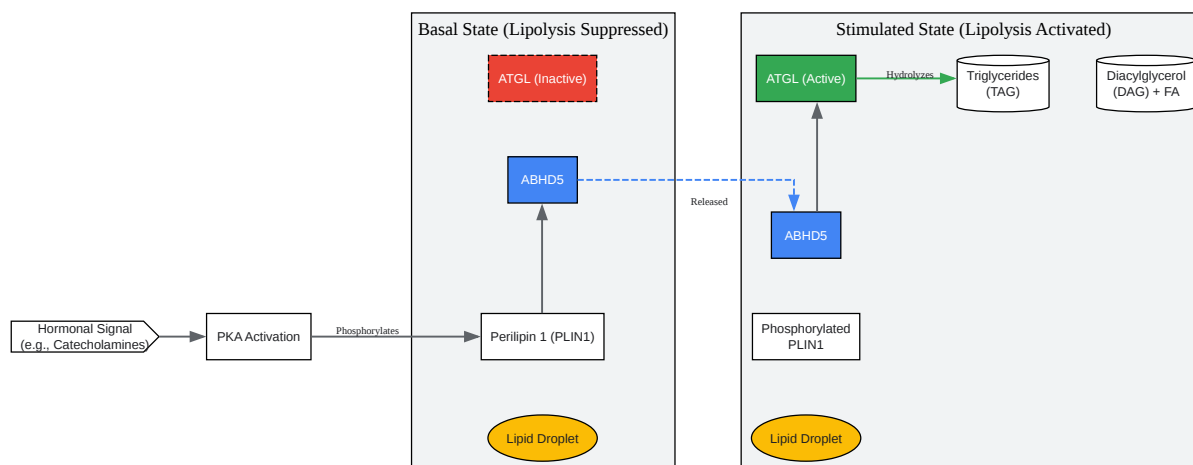 Basal State (Lipolysis Suppressed)
Stimulated State (Lipolysis Activated)
ATGL (Inactive)
ATGL (Active)
Hydrolyzes
Triglycerides
(TAG)
Diacylglycerol
(DAG) + FA
ABHD5
Released
ABHD5
Hormonal Signal
(e.g., Catecholamines)
PKA Activation
Phosphorylates
Perilipin 1 (PLIN1)
Phosphorylated
PLIN1
Lipid Droplet
Lipid Droplet